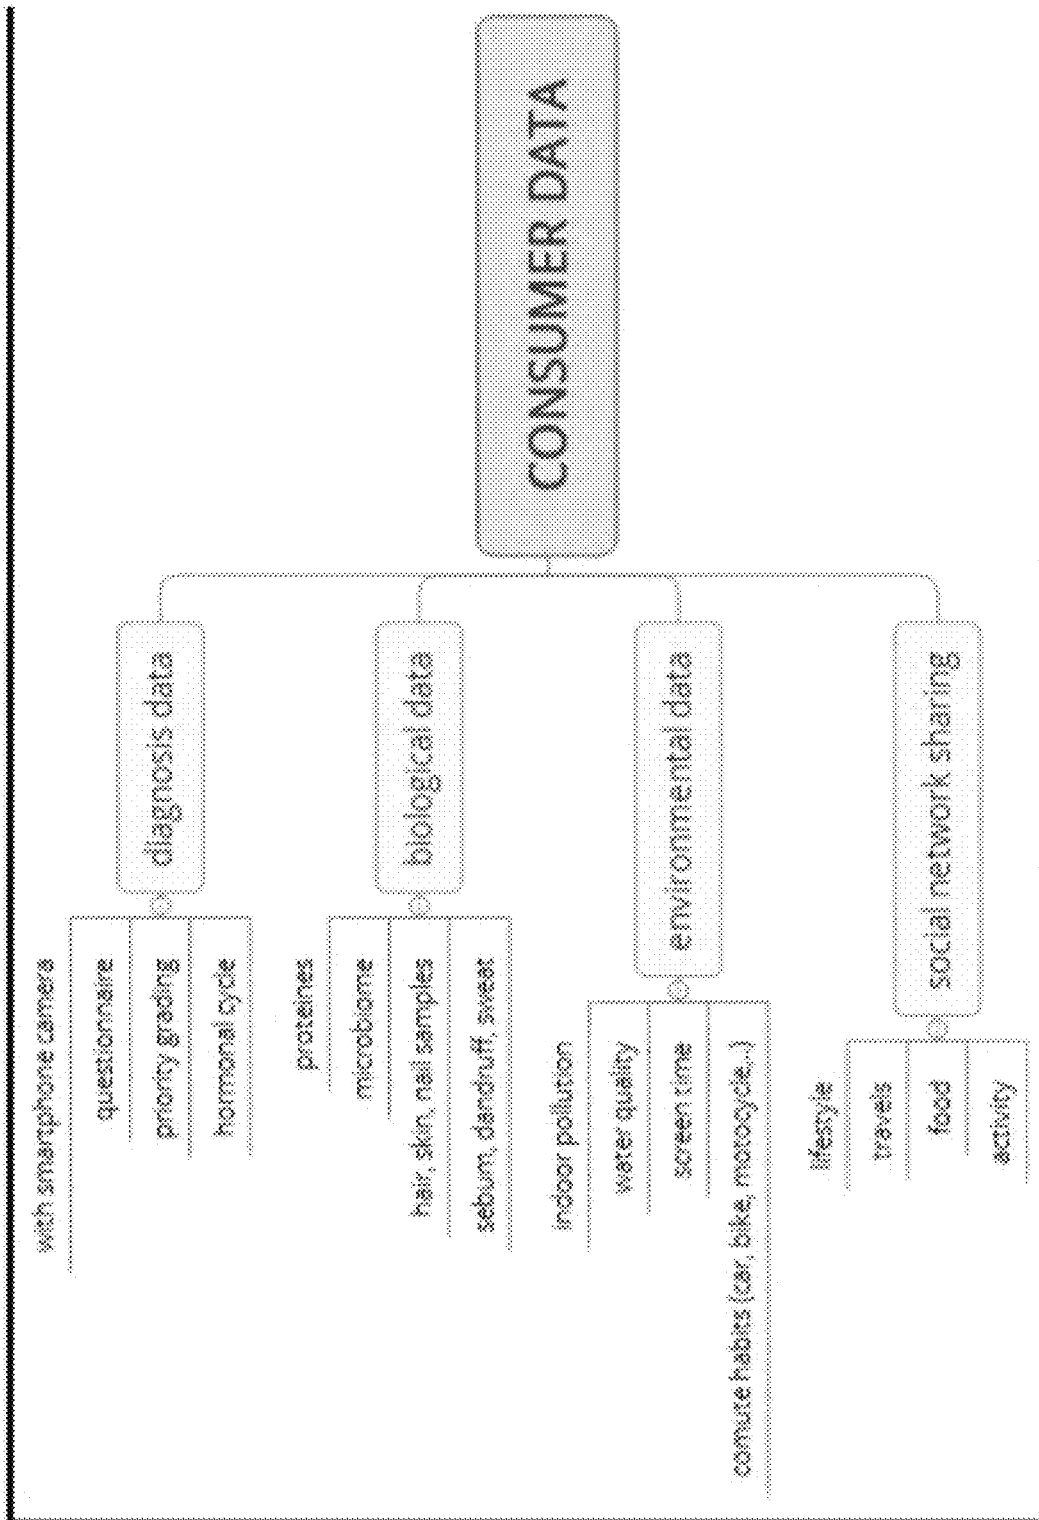 CONSUMER DATA
diagnosis data
with smartphone camera
questionnaire
priority grading
hormonal cycle
biological data
proteines
microbiome
hair, skin, nail samples
sebum, dandruff, sweat
environmental data
indoor pollution
water quality
screen time
comute habits (car, bike, motocycle..)
social network sharing
lifestyle
travels
food
activity